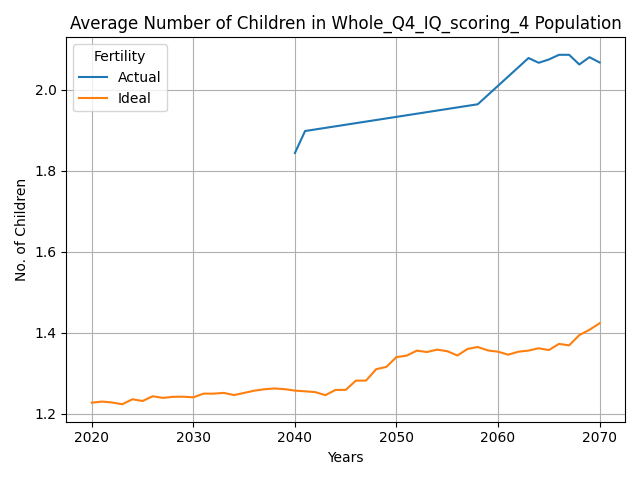 Average Number of Children in Whole_Q4_IQ_scoring_4 Population
Fertility
Actual
Ideal
No. of Children
2.0
1.8
1.6
1.4
1.2
2020 2030 2040 2050 2060 2070
Years